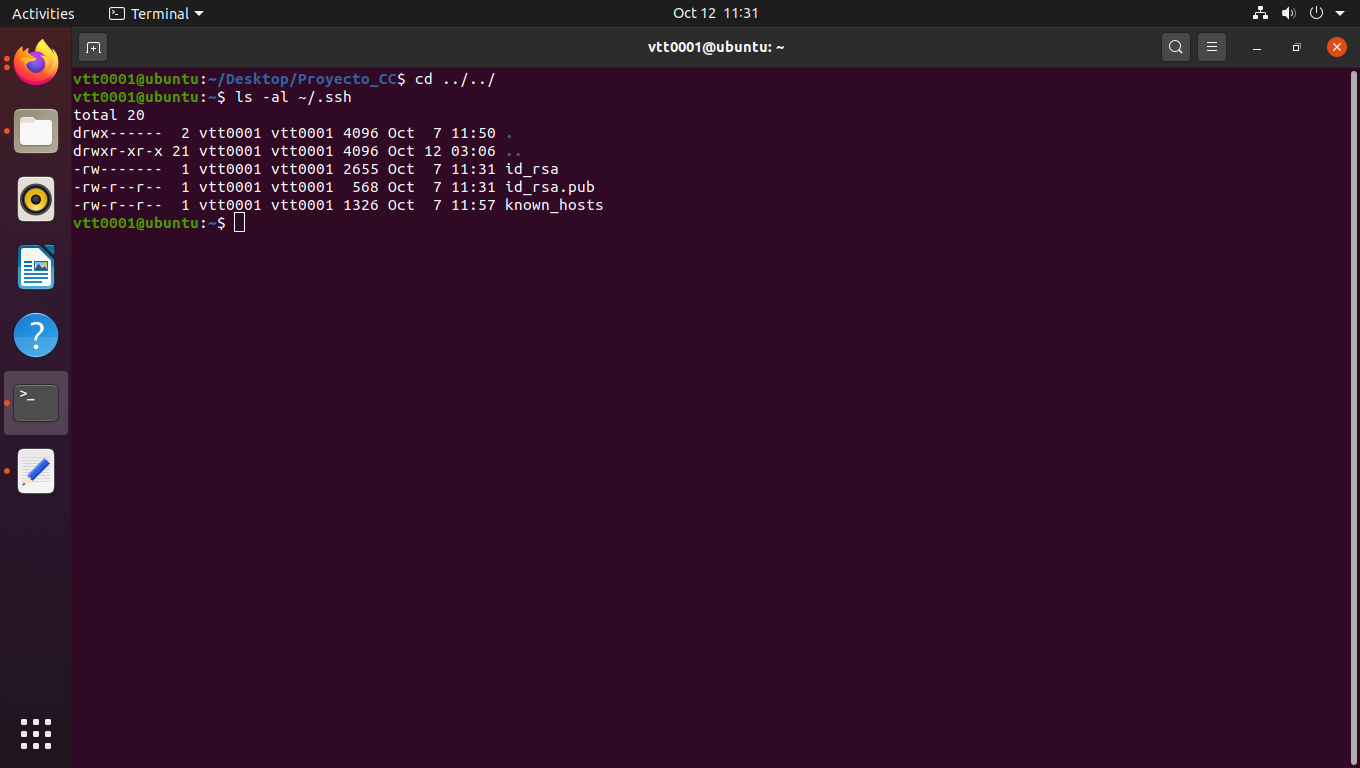 Activities
Terminal
Oct 12 11:31
vtt0001@ubuntu: ~
vtt0001@ubuntu:~/Desktop/Proyecto_CC$ cd ../../
vtt0001@ubuntu:~$ ls -al ~/.ssh
total 20
drwx------  2 vtt0001 vtt0001 4096 Oct  7 11:50 .
drwxr-xr-x 21 vtt0001 vtt0001 4096 Oct 12 03:06 ..
-rw-------  1 vtt0001 vtt0001 2655 Oct  7 11:31 id_rsa
-rw-r--r--  1 vtt0001 vtt0001  568 Oct  7 11:31 id_rsa.pub
-rw-r--r--  1 vtt0001 vtt0001 1326 Oct  7 11:57 known_hosts
vtt0001@ubuntu:~$